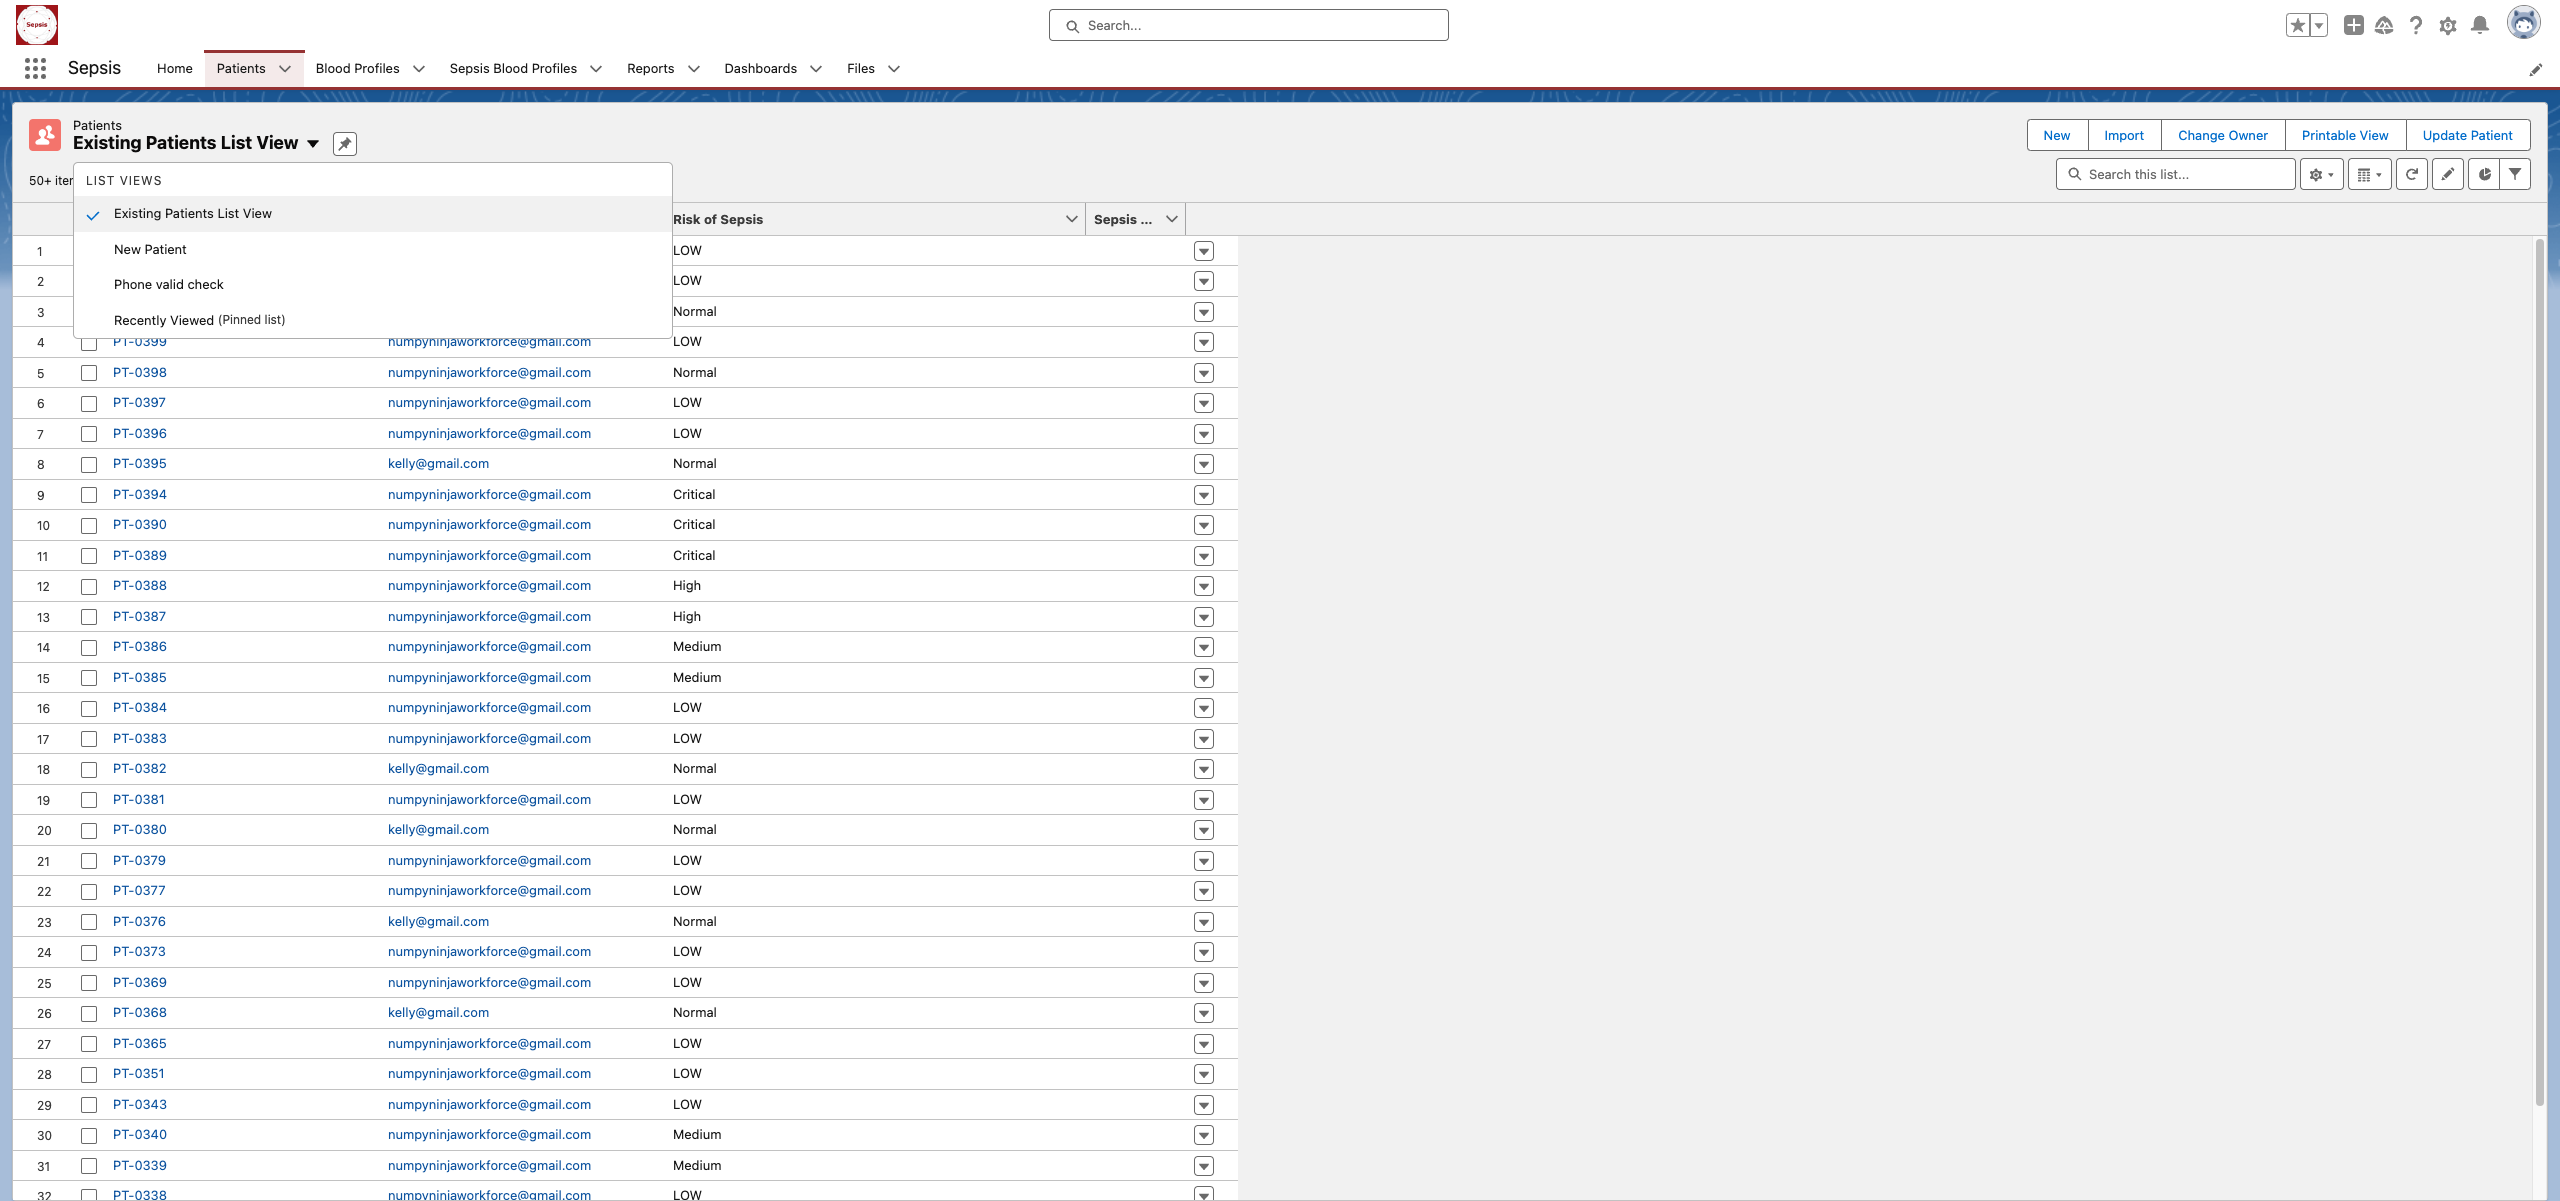 Sepsis
Search...
Sepsis Home Patients Blood Profiles Sepsis Blood Profiles Reports Dashboards Files
Patients
Existing Patients List View
New Import Change Owner Printable View Update Patient
50+
Search this list...
LIST VIEWS
Existing Patients List View
New Patient
Phone valid check
Recently Viewed (Pinned list)
Risk of Sepsis Sepsis ...
1 LOW
2 LOW
3 Normal
4 PT-0399 numpyninjaworkforce@gmail.com LOW
5 PT-0398 numpyninjaworkforce@gmail.com Normal
6 PT-0397 numpyninjaworkforce@gmail.com LOW
7 PT-0396 numpyninjaworkforce@gmail.com LOW
8 PT-0395 kelly@gmail.com Normal
9 PT-0394 numpyninjaworkforce@gmail.com Critical
10 PT-0390 numpyninjaworkforce@gmail.com Critical
11 PT-0389 numpyninjaworkforce@gmail.com Critical
12 PT-0388 numpyninjaworkforce@gmail.com High
13 PT-0387 numpyninjaworkforce@gmail.com High
14 PT-0386 numpyninjaworkforce@gmail.com Medium
15 PT-0385 numpyninjaworkforce@gmail.com Medium
16 PT-0384 numpyninjaworkforce@gmail.com LOW
17 PT-0383 numpyninjaworkforce@gmail.com LOW
18 PT-0382 kelly@gmail.com Normal
19 PT-0381 numpyninjaworkforce@gmail.com LOW
20 PT-0380 kelly@gmail.com Normal
21 PT-0379 numpyninjaworkforce@gmail.com LOW
22 PT-0377 numpyninjaworkforce@gmail.com LOW
23 PT-0376 kelly@gmail.com Normal
24 PT-0373 numpyninjaworkforce@gmail.com LOW
25 PT-0369 numpyninjaworkforce@gmail.com LOW
26 PT-0368 kelly@gmail.com Normal
27 PT-0365 numpyninjaworkforce@gmail.com LOW
28 PT-0351 numpyninjaworkforce@gmail.com LOW
29 PT-0343 numpyninjaworkforce@gmail.com LOW
30 PT-0340 numpyninjaworkforce@gmail.com Medium
31 PT-0339 numpyninjaworkforce@gmail.com Medium
32 PT-0338 numpyninjaworkforce@gmail.com LOW